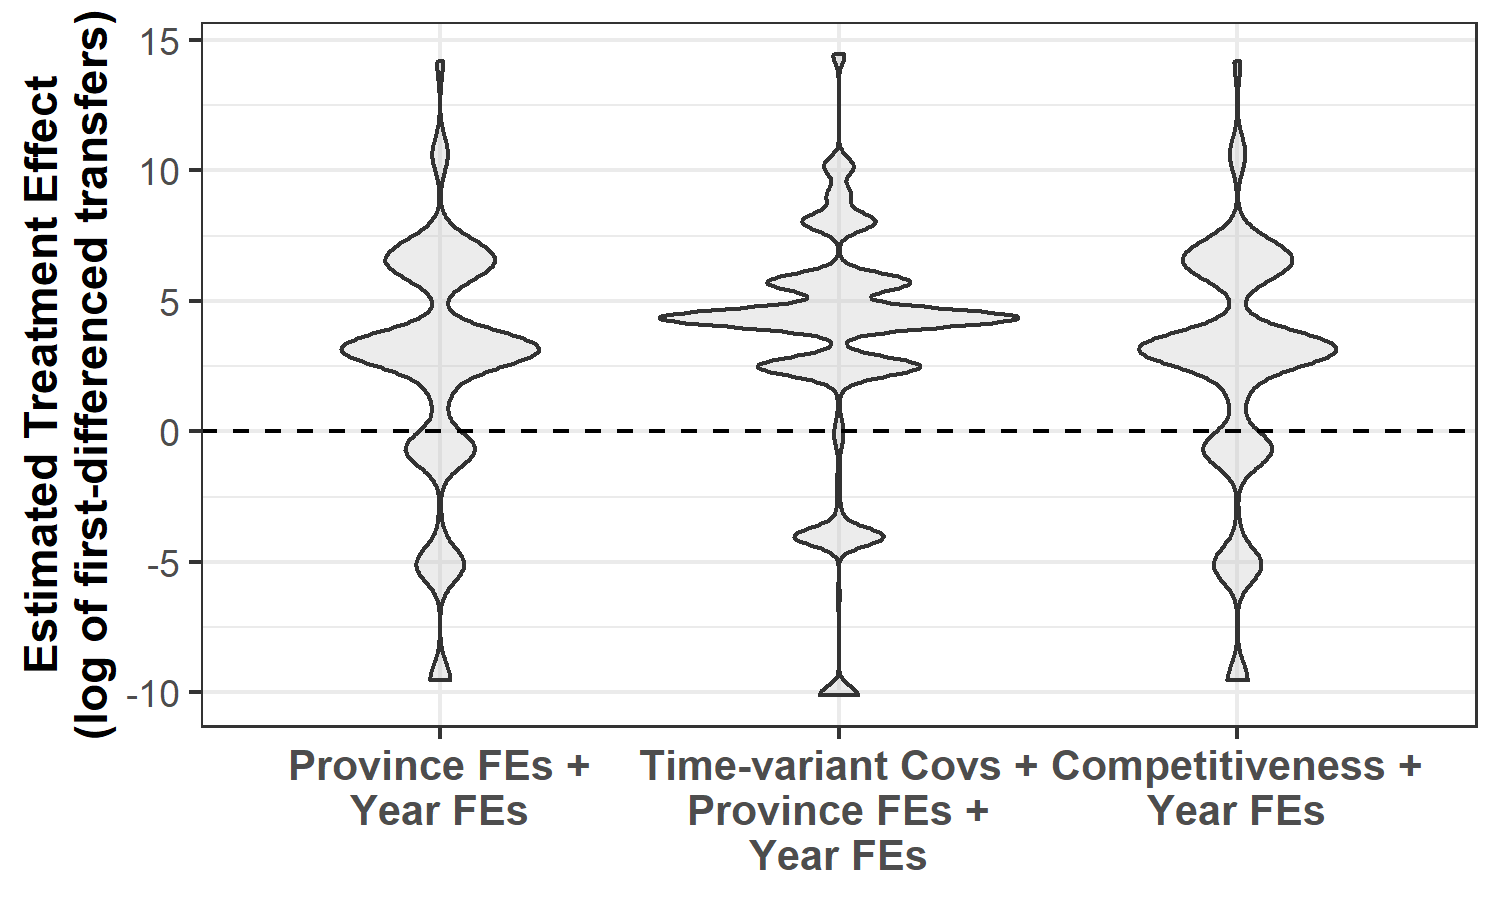 Estimated Treatment Effect
(log of first-differenced transfers)
15
10
5
0
-5
-10
Province FEs +
Year FEs
Time-variant Covs +
Province FEs +
Year FEs
Competitiveness +
Year FEs